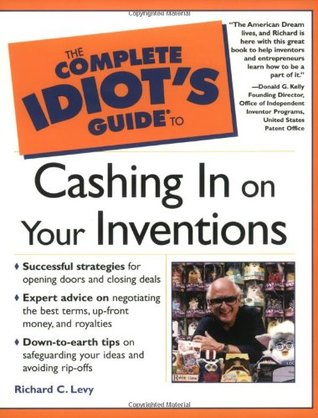 THE
COMPLETE
IDIOT'S
GUIDE® TO
"The American Dream
lives, and Richard is
here with this great
book to help inventors
and entrepreneurs
learn how to be a
part of it."
—Donald G. Kelly
Founding Director,
Office of Independent
Inventor Programs,
United States
Patent Office
Cashing In on
Your Inventions
♦ Successful strategies for
opening doors and closing deals
♦ Expert advice on negotiating
the best terms, up-front
money, and royalties
♦ Down-to-earth tips on
safeguarding your ideas and
avoiding rip-offs
Richard C. Levy